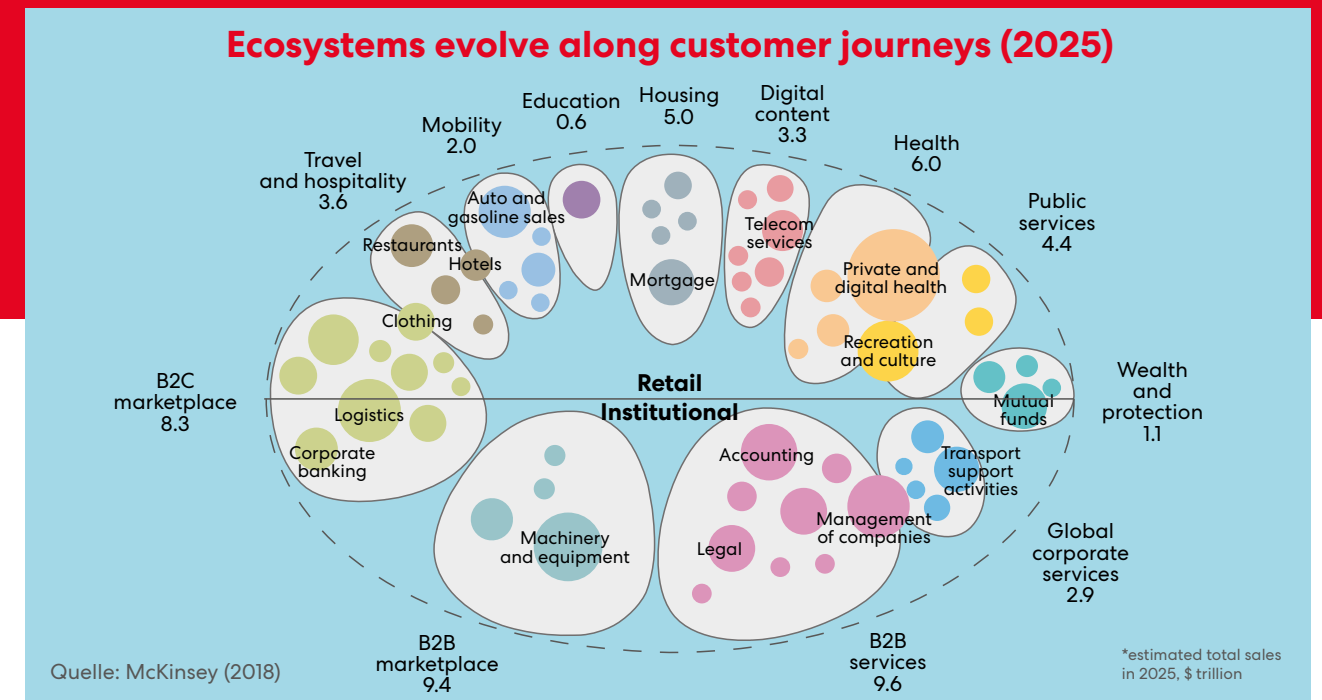 Ecosystems evolve along customer journeys (2025)
Education
0.6
Housing
5.0
Digital
content
3.3
Mobility
2.0
Health
6.0
Travel
and hospitality
3.6
Public
services
4.4
Auto and
gasoline sales
Restaurants
Hotels
Telecom
services
Mortgage
Private and
digital health
Clothing
Recreation
and culture
B2C
marketplace
8.3
Retail
Institutional
Wealth
and
protection
1.1
Mutual
funds
Logistics
Corporate
banking
Accounting
Transport
support
activities
Machinery
and equipment
Legal
Management
of companies
Global
corporate
services
2.9
B2B
marketplace
9.4
B2B
services
9.6
Quelle: McKinsey (2018)
*estimated total sales
in 2025, $ trillion